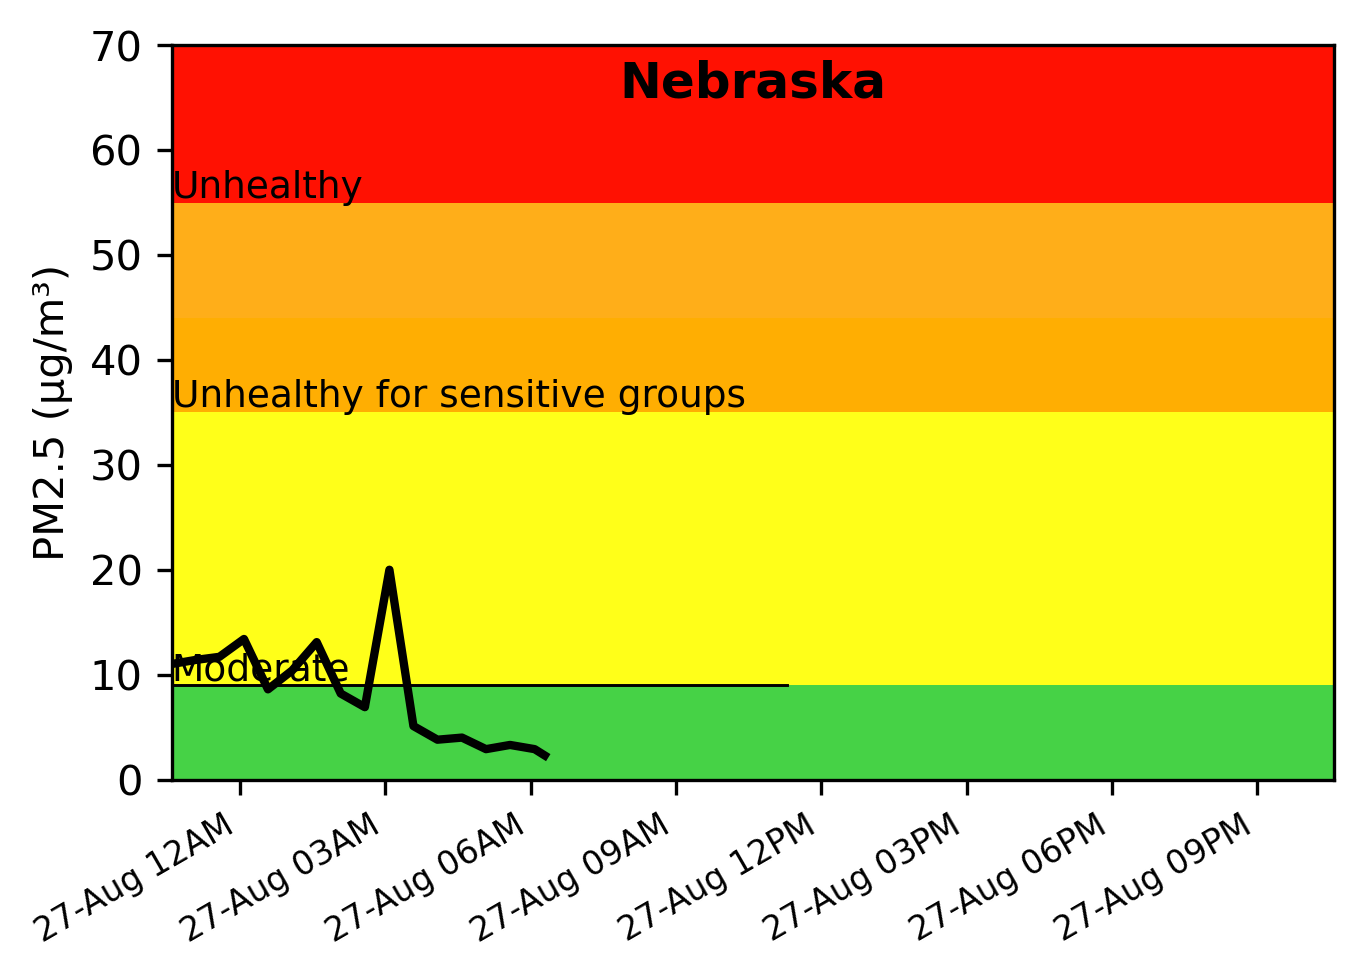 Nebraska
70
60
50
40
30
20
10
0
PM2.5 (µg/m³)
Unhealthy
Unhealthy for sensitive groups
Moderate
27-Aug 12AM
27-Aug 03AM
27-Aug 06AM
27-Aug 09AM
27-Aug 12PM
27-Aug 03PM
27-Aug 06PM
27-Aug 09PM